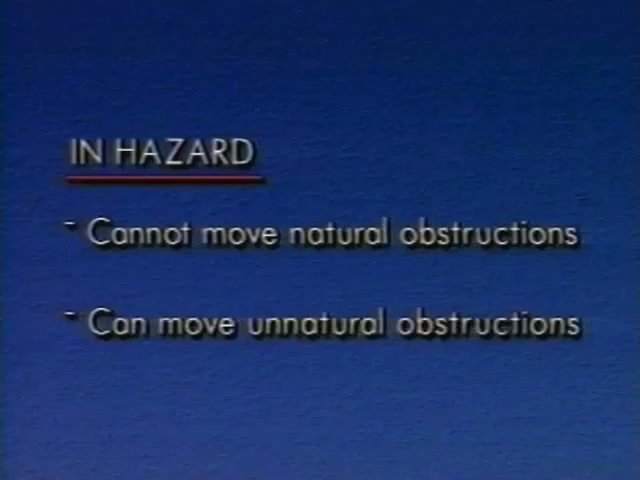 IN HAZARD
- Cannot move natural obstructions
- Can move unnatural obstructions